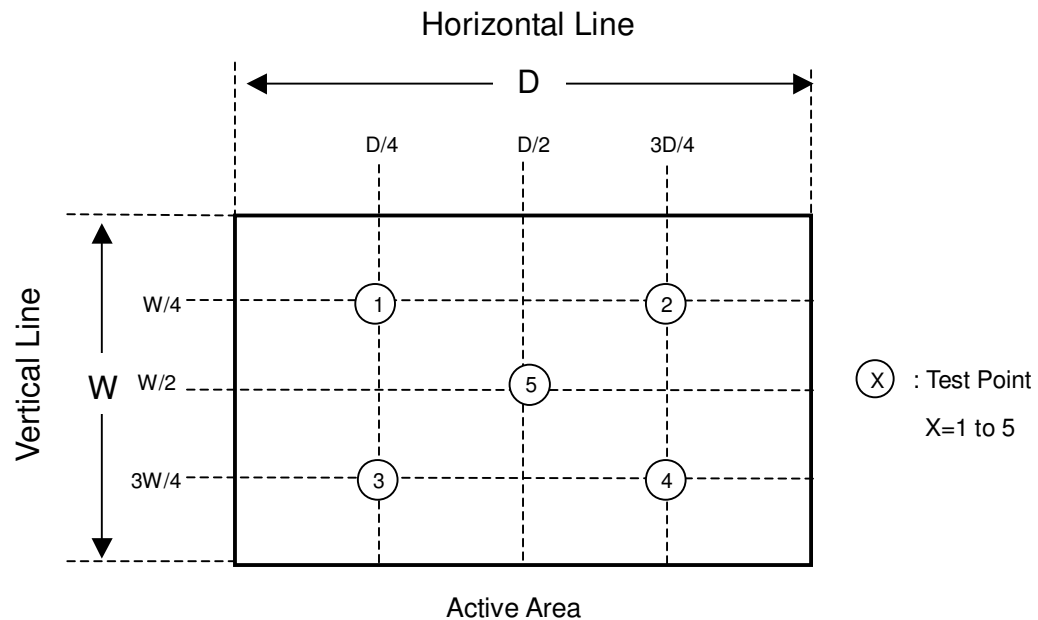 Horizontal Line
D
D/4 D/2 3D/4
Vertical Line
W
W/4
1 2
W/2
5
X : Test Point
X=1 to 5
3W/4
3 4
Active Area